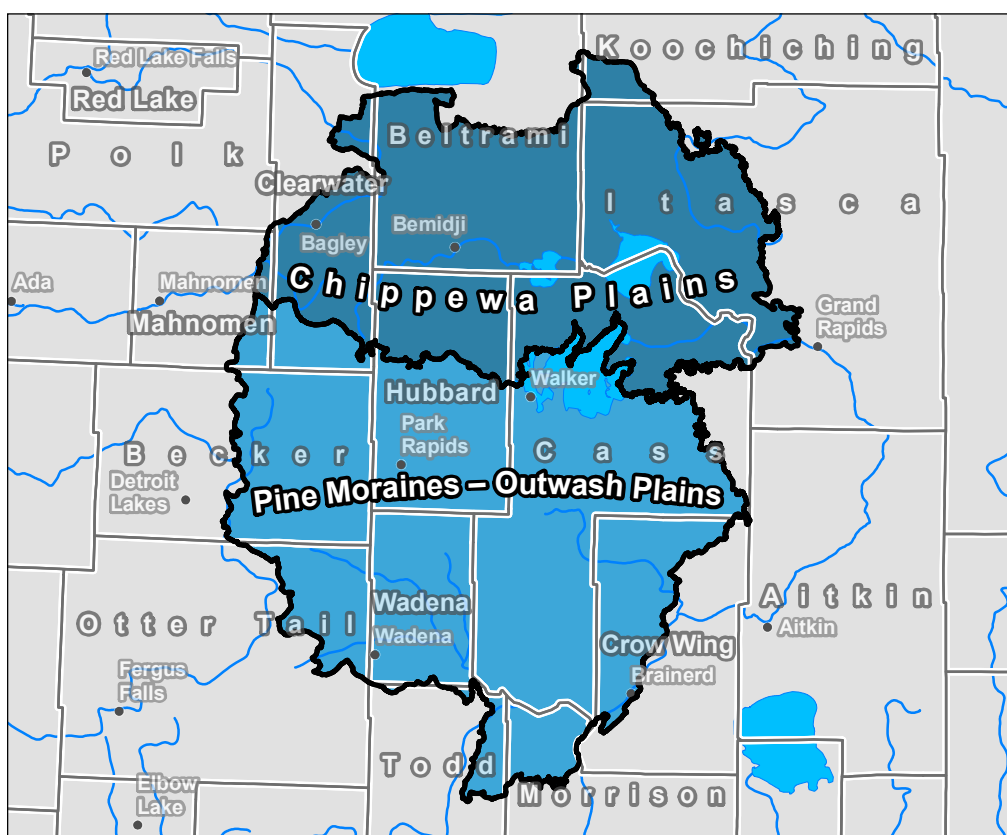 Koochiching
Red Lake Falls
Red Lake
Beltrami
Polk
Clearwater
Itasca
Bagley
Bemidji
Chippewa Plains
Ada
Mahnomen
Mahnomen
Grand
Rapids
Walker
Hubbard
Park
Rapids
Becker
Cass
Detroit
Lakes
Pine Moraines – Outwash Plains
Wadena
Aitkin
Otter Tail
Wadena
Aitkin
Crow Wing
Brainerd
Fergus
Falls
Todd
Morrison
Elbow
Lake